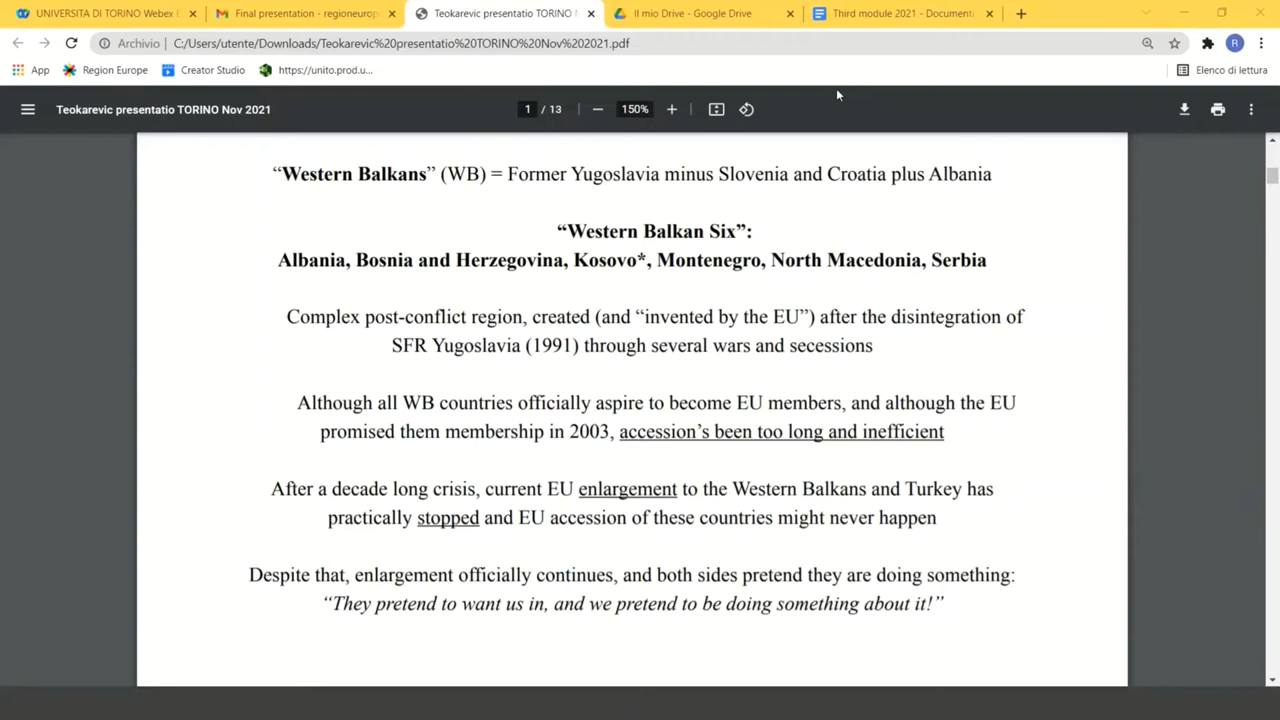 UNIVERSITA DI TORINO Webex E
Final presentation - regioneurop
Teokarevic presentatio TORINO N
Il mio Drive - Google Drive
Third module 2021 - Documenti
Archivio
C:/Users/utente/Downloads/Teokarevic%20presentatio%20TORINO%20Nov%202021.pdf
R
App
Region Europe
Creator Studio
https://unito.prod.u...
Elenco di lettura
Teokarevic presentatio TORINO Nov 2021
1 / 13
150%
“Western Balkans” (WB) = Former Yugoslavia minus Slovenia and Croatia plus Albania
“Western Balkan Six”:
Albania, Bosnia and Herzegovina, Kosovo*, Montenegro, North Macedonia, Serbia
Complex post-conflict region, created (and “invented by the EU”) after the disintegration of
SFR Yugoslavia (1991) through several wars and secessions
Although all WB countries officially aspire to become EU members, and although the EU
promised them membership in 2003, accession’s been too long and inefficient
After a decade long crisis, current EU enlargement to the Western Balkans and Turkey has
practically stopped and EU accession of these countries might never happen
Despite that, enlargement officially continues, and both sides pretend they are doing something:
“They pretend to want us in, and we pretend to be doing something about it!”